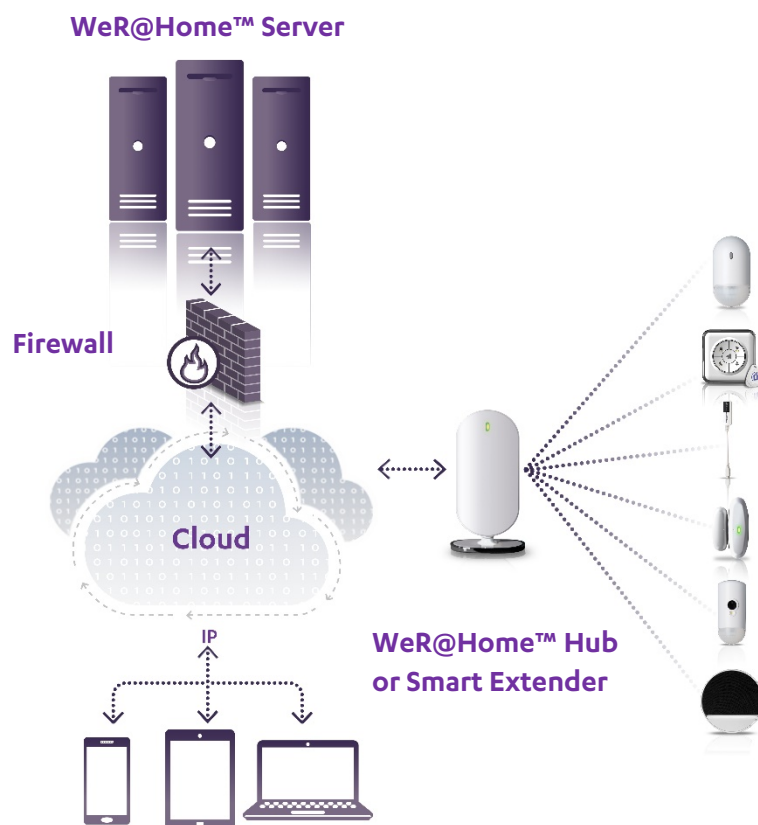 WeR@Home™ Server
Firewall
Cloud
IP
WeR@Home™ Hub
or Smart Extender